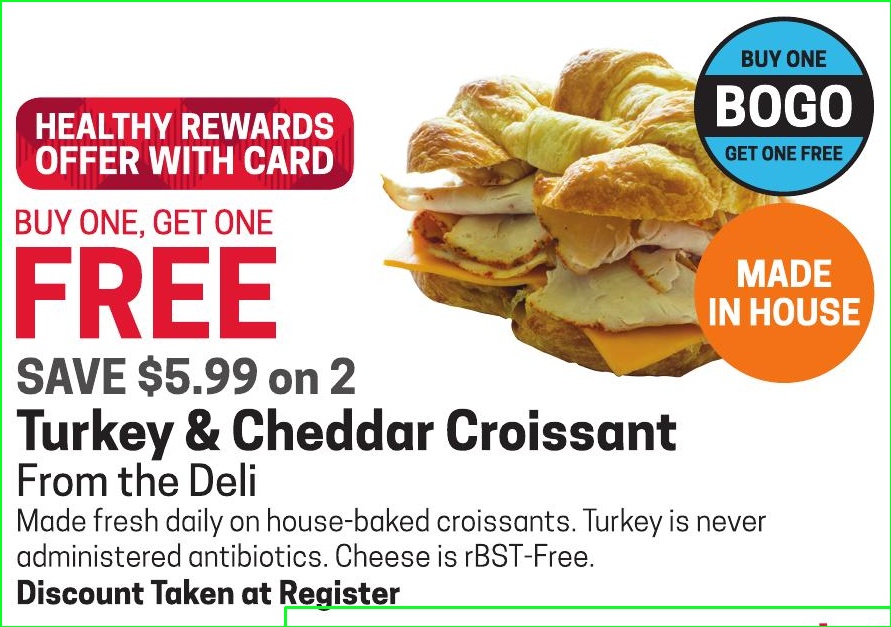 BUY ONE
BOGO
GET ONE FREE
HEALTHY REWARDS
OFFER WITH CARD
BUY ONE, GET ONE
FREE
MADE
IN HOUSE
SAVE $5.99 on 2
Turkey & Cheddar Croissant
From the Deli
Made fresh daily on house-baked croissants. Turkey is never
administered antibiotics. Cheese is rBST-Free.
Discount Taken at Register